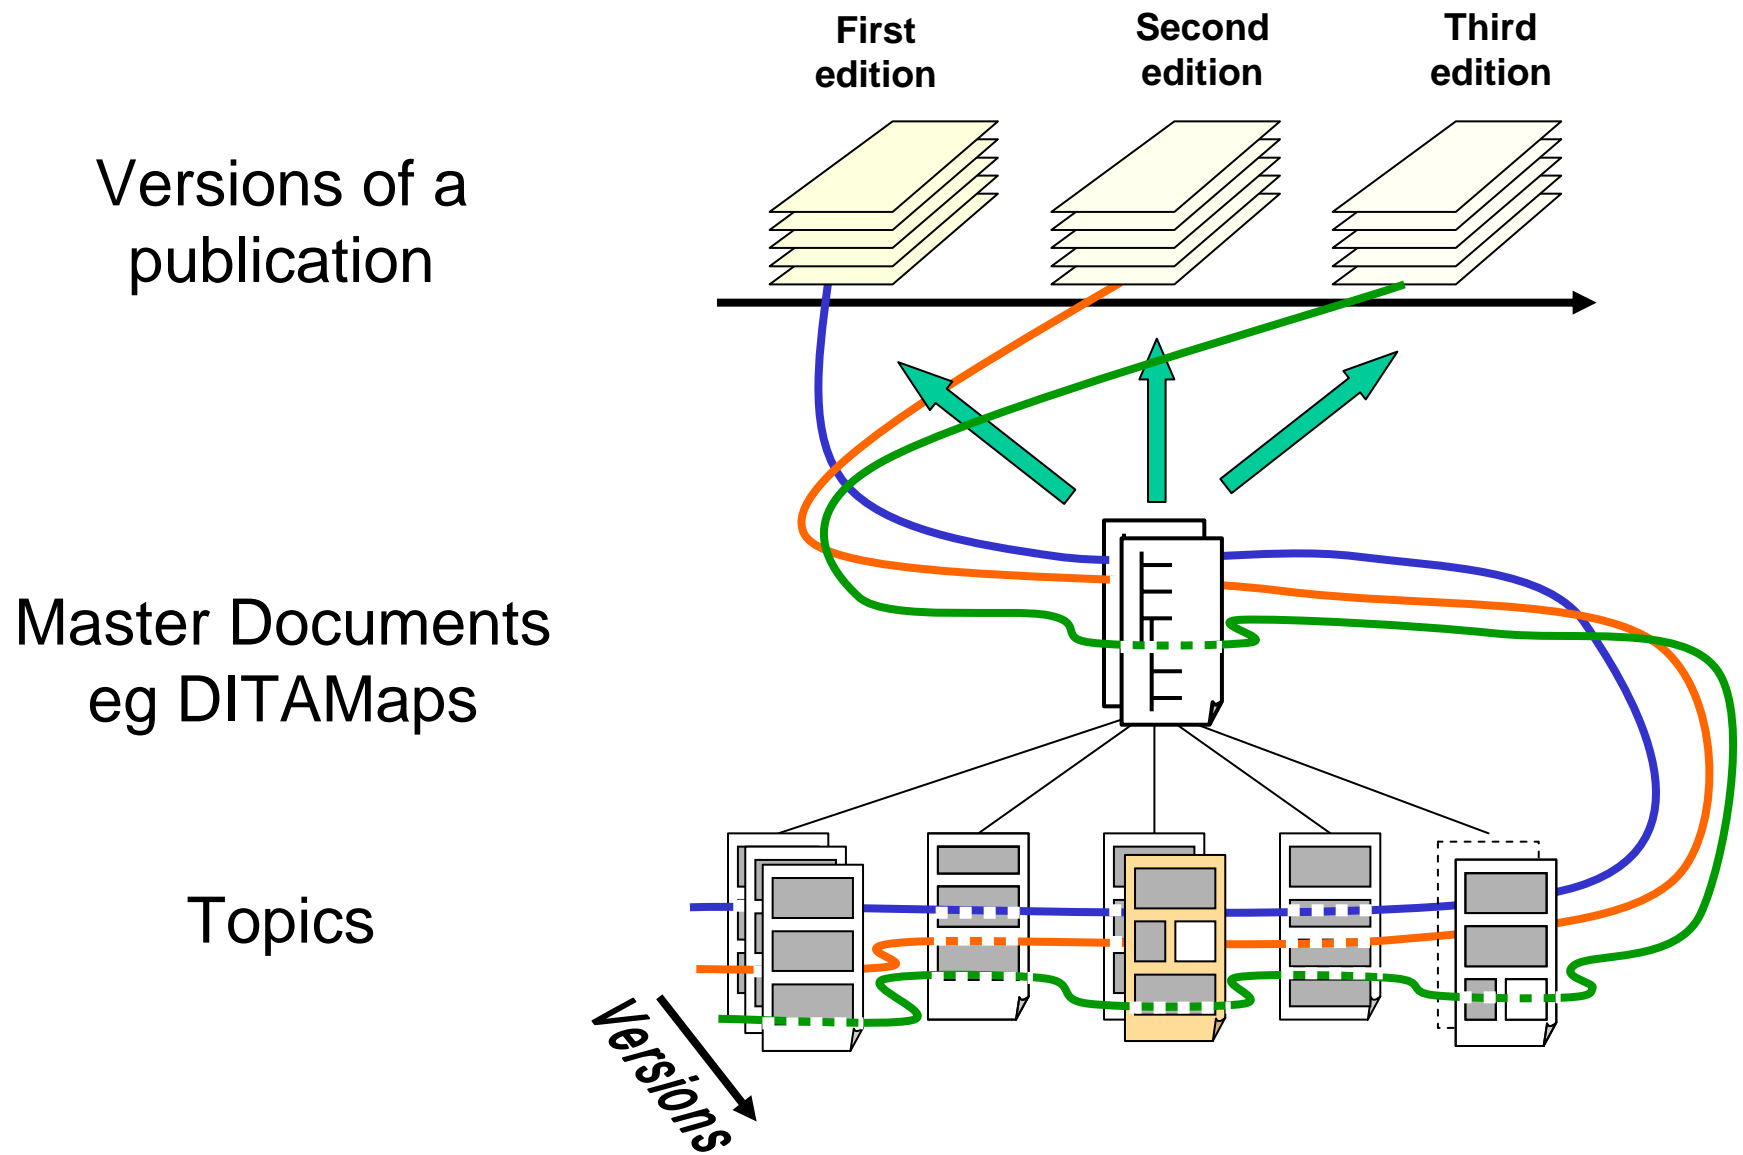 First
edition
Second
edition
Third
edition
Versions of a
publication
Master Documents
eg DITAMaps
Topics
Versions